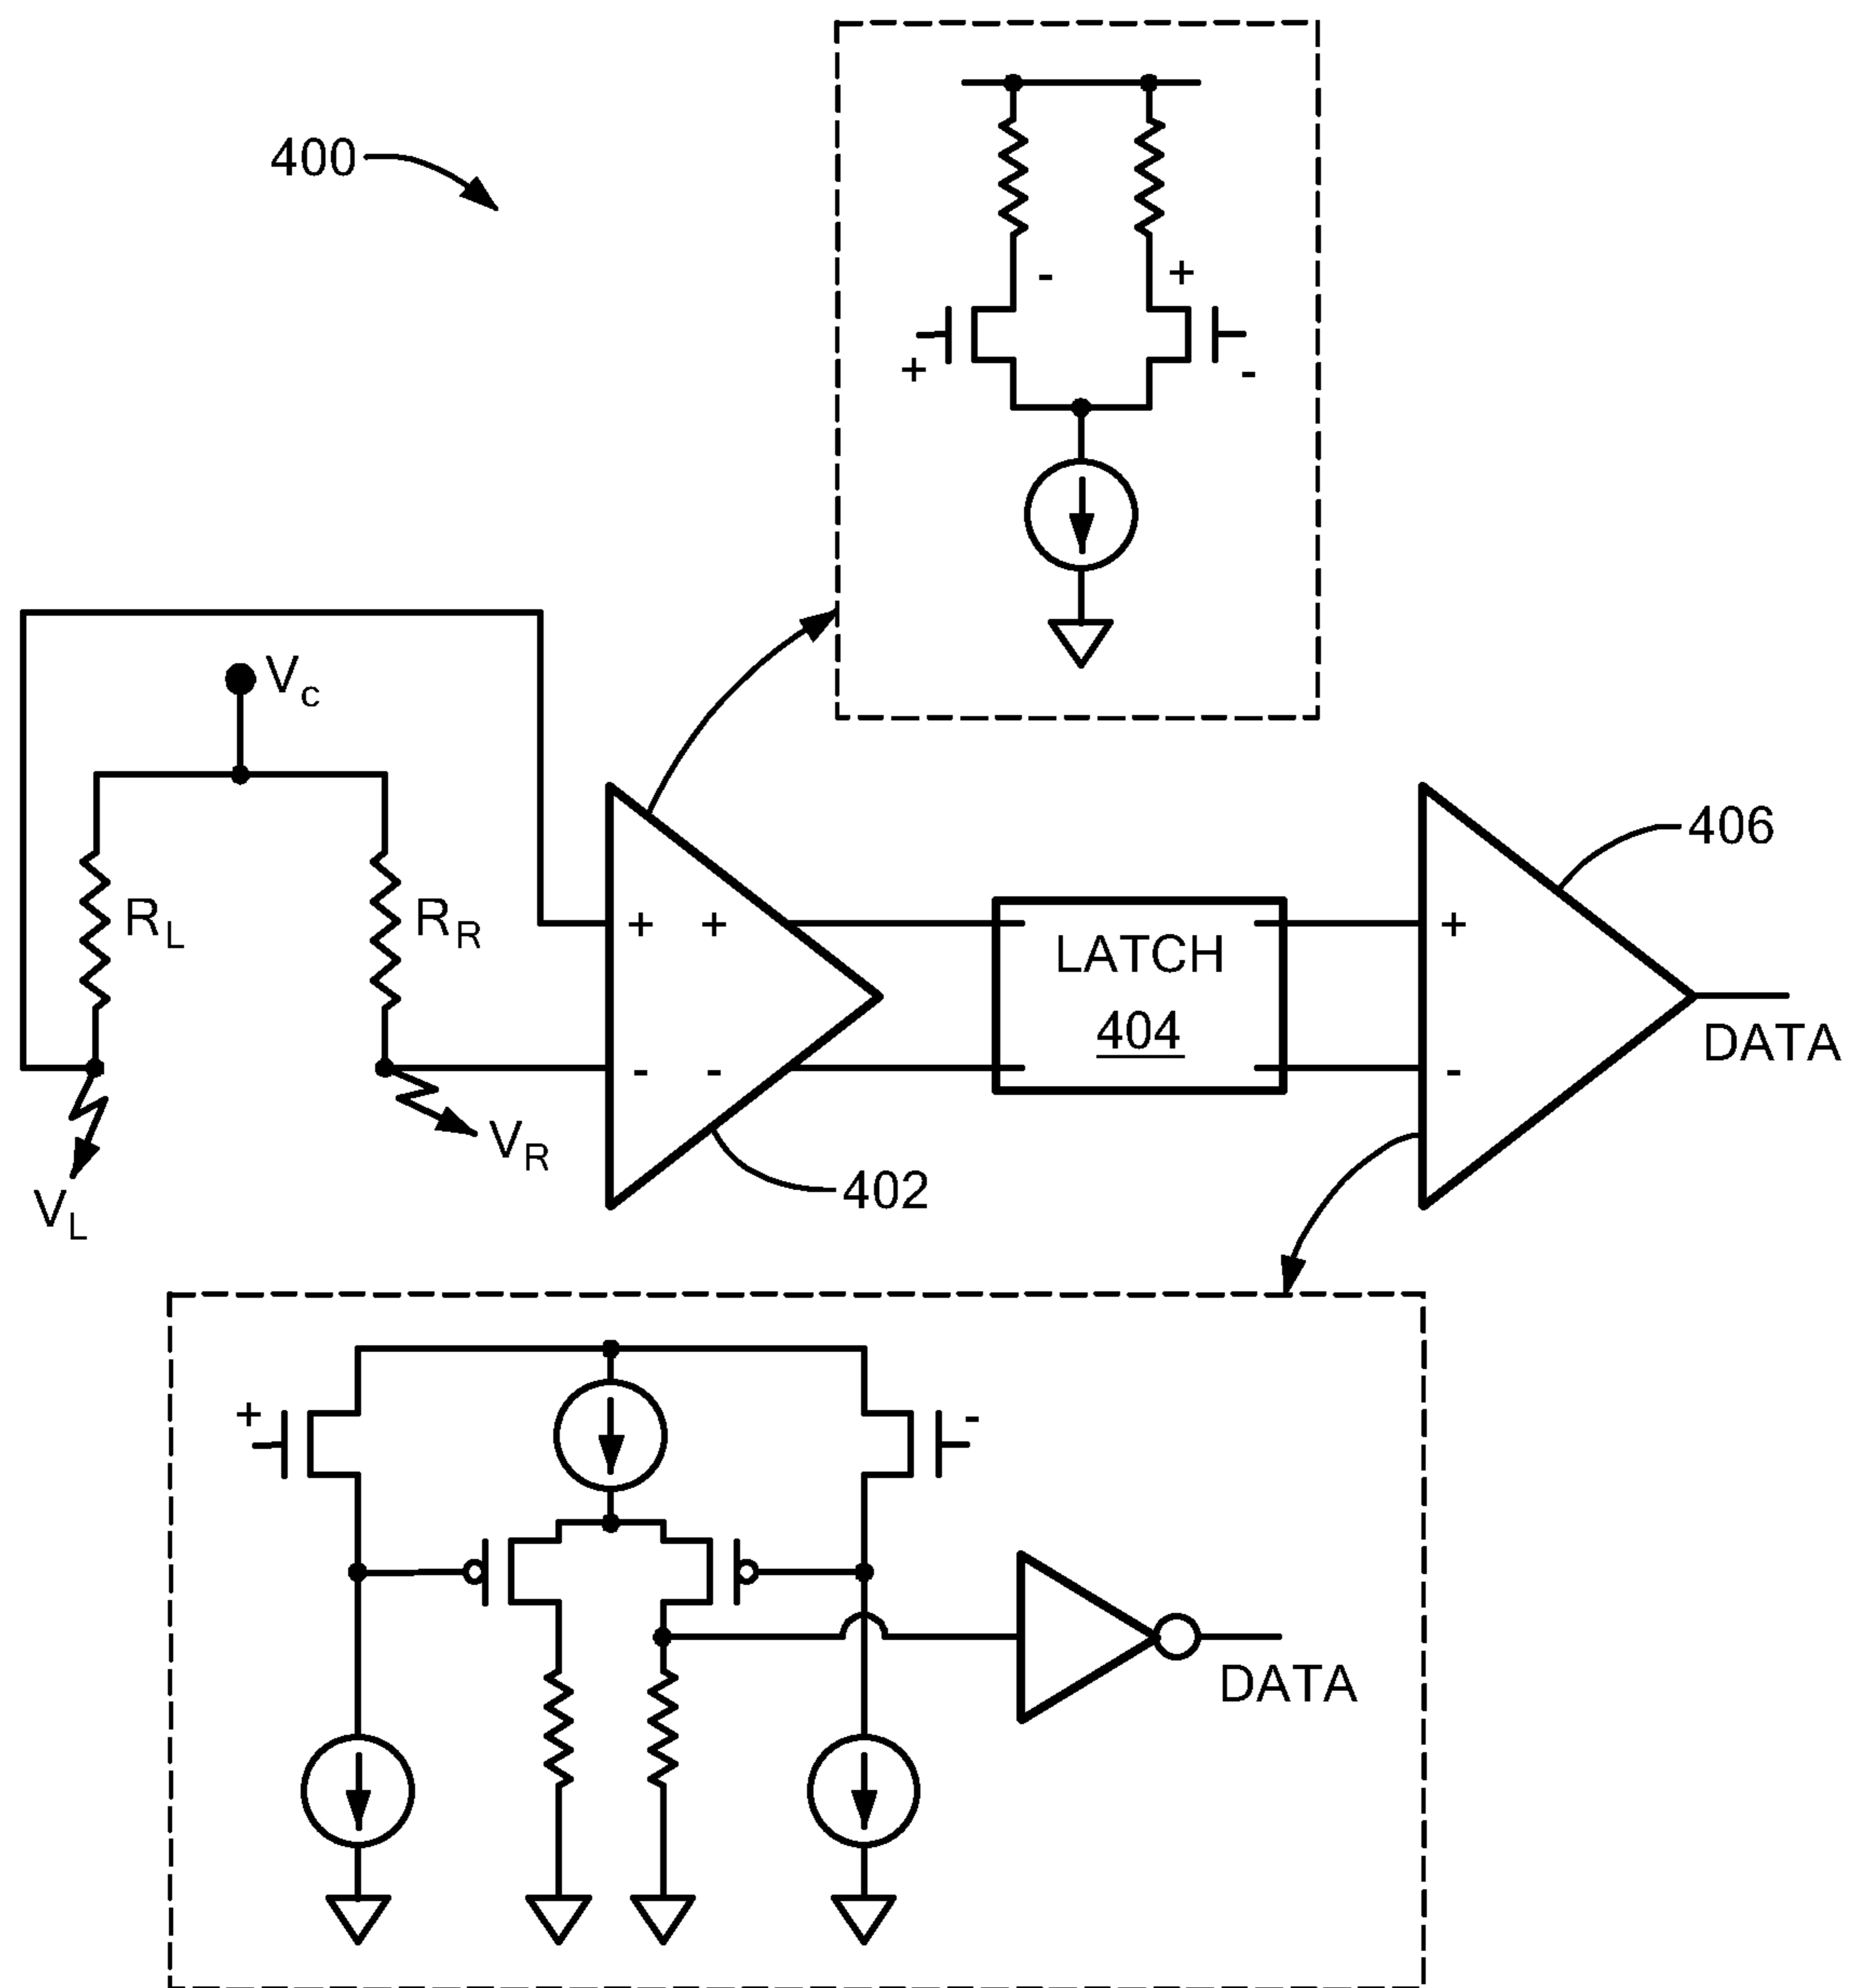 400
-
+
+
-
Vc
RL
RR
+
+
-
-
VL
VR
402
LATCH
404
+
-
406
DATA
+
-
DATA